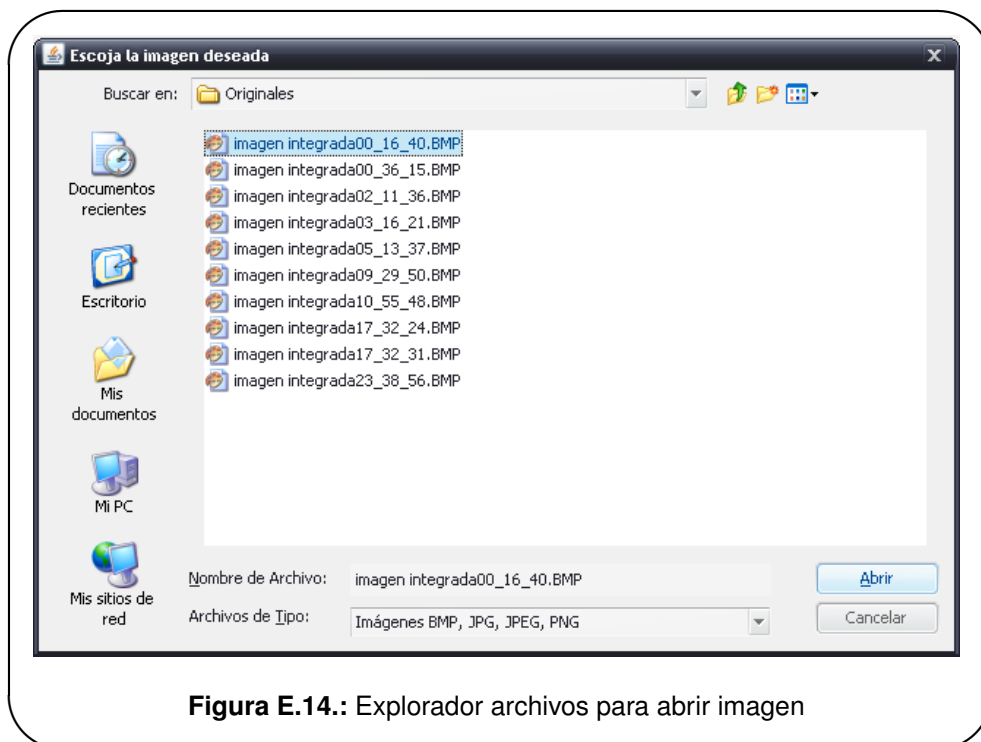 Escoja la imagen deseada
Buscar en: Originales
Documentos
recientes
Escritorio
Mis
documentos
Mi PC
Mis sitios de
red
imagen integrada00_16_40.BMP
imagen integrada00_36_15.BMP
imagen integrada02_11_36.BMP
imagen integrada03_16_21.BMP
imagen integrada05_13_37.BMP
imagen integrada09_29_50.BMP
imagen integrada10_55_48.BMP
imagen integrada17_32_24.BMP
imagen integrada17_32_31.BMP
imagen integrada23_38_56.BMP
Nombre de Archivo: imagen integrada00_16_40.BMP
Abrir
Archivos de Tipo: Imágenes BMP, JPG, JPEG, PNG
Cancelar
Figura E.14.: Explorador archivos para abrir imagen